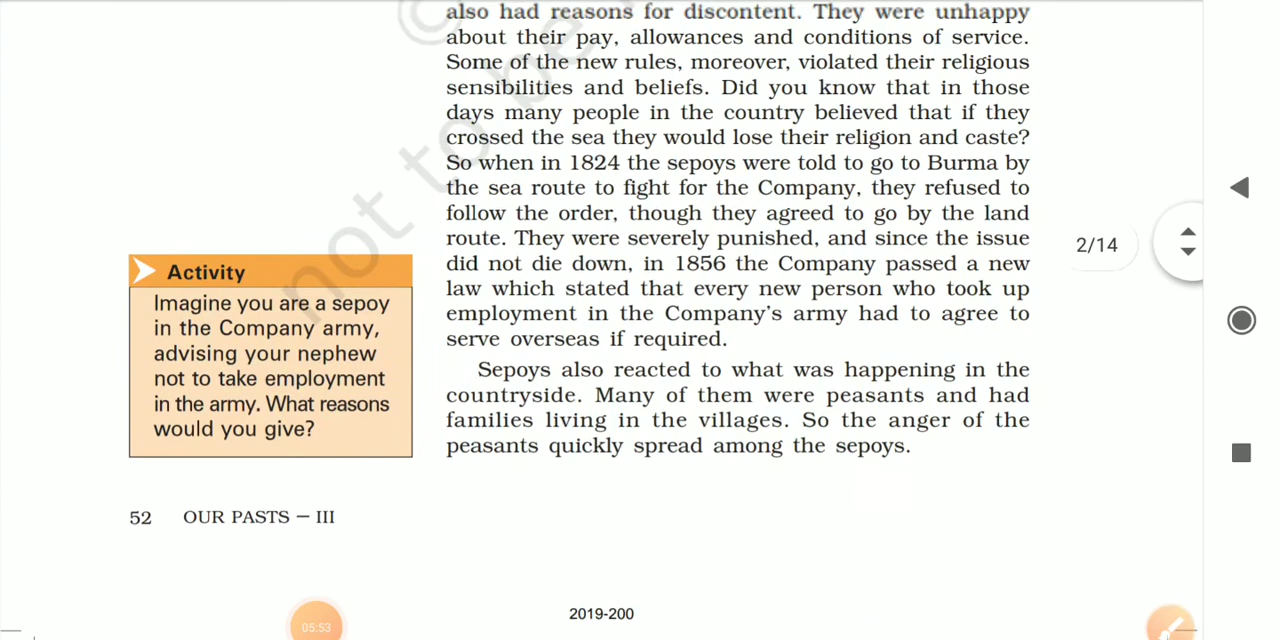 also had reasons for discontent. They were unhappy
about their pay, allowances and conditions of service.
Some of the new rules, moreover, violated their religious
sensibilities and beliefs. Did you know that in those
days many people in the country believed that if they
crossed the sea they would lose their religion and caste?
So when in 1824 the sepoys were told to go to Burma by
the sea route to fight for the Company, they refused to
follow the order, though they agreed to go by the land
route. They were severely punished, and since the issue
did not die down, in 1856 the Company passed a new
law which stated that every new person who took up
employment in the Company's army had to agree to
serve overseas if required.
Sepoys also reacted to what was happening in the
countryside. Many of them were peasants and had
families living in the villages. So the anger of the
peasants quickly spread among the sepoys.
Activity
Imagine you are a sepoy
in the Company army,
advising your nephew
not to take employment
in the army. What reasons
would you give?
52 OUR PASTS – III
2019-200
2/14
05:53
© not to be